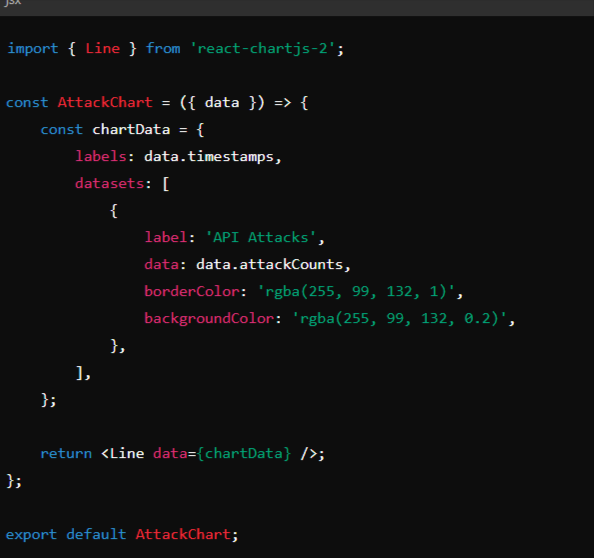 jsx
import { Line } from 'react-chartjs-2';
const AttackChart = ({ data }) => {
    const chartData = {
        labels: data.timestamps,
        datasets: [
            {
                label: 'API Attacks',
                data: data.attackCounts,
                borderColor: 'rgba(255, 99, 132, 1)',
                backgroundColor: 'rgba(255, 99, 132, 0.2)',
            },
        ],
    };
    return <Line data={chartData} />;
};
export default AttackChart;